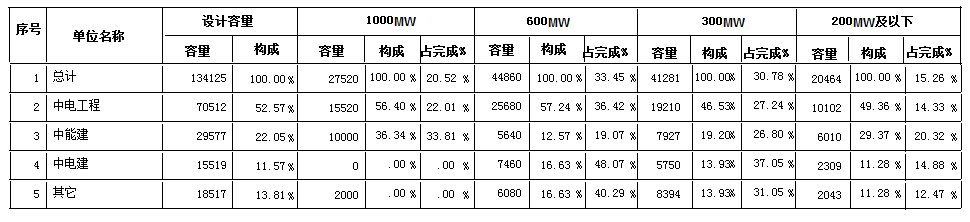 序号 单位名称 设计容量 1000MW 600MW 300MW 200MW及以下
容量 构成 容量 构成 占完成% 容量 构成 占完成% 容量 构成 占完成% 容量 构成 占完成%
1 总计 134125 100.00% 27520 100.00% 20.52% 44860 100.00% 33.45% 41281 100.00% 30.78% 20464 100.00% 15.26%
2 中电工程 70512 52.57% 15520 56.40% 22.01% 25680 57.24% 36.42% 19210 46.53% 27.24% 10102 49.36% 14.33%
3 中能建 29577 22.05% 10000 36.34% 33.81% 5640 12.57% 19.07% 7927 19.20% 26.80% 6010 29.37% 20.32%
4 中电建 15519 11.57% 0 .00% .00% 7460 16.63% 48.07% 5750 13.93% 37.05% 2309 11.28% 14.88%
5 其它 18517 13.81% 2000 .00% .00% 6080 16.63% 40.29% 8394 13.93% 31.05% 2043 11.28% 12.47%